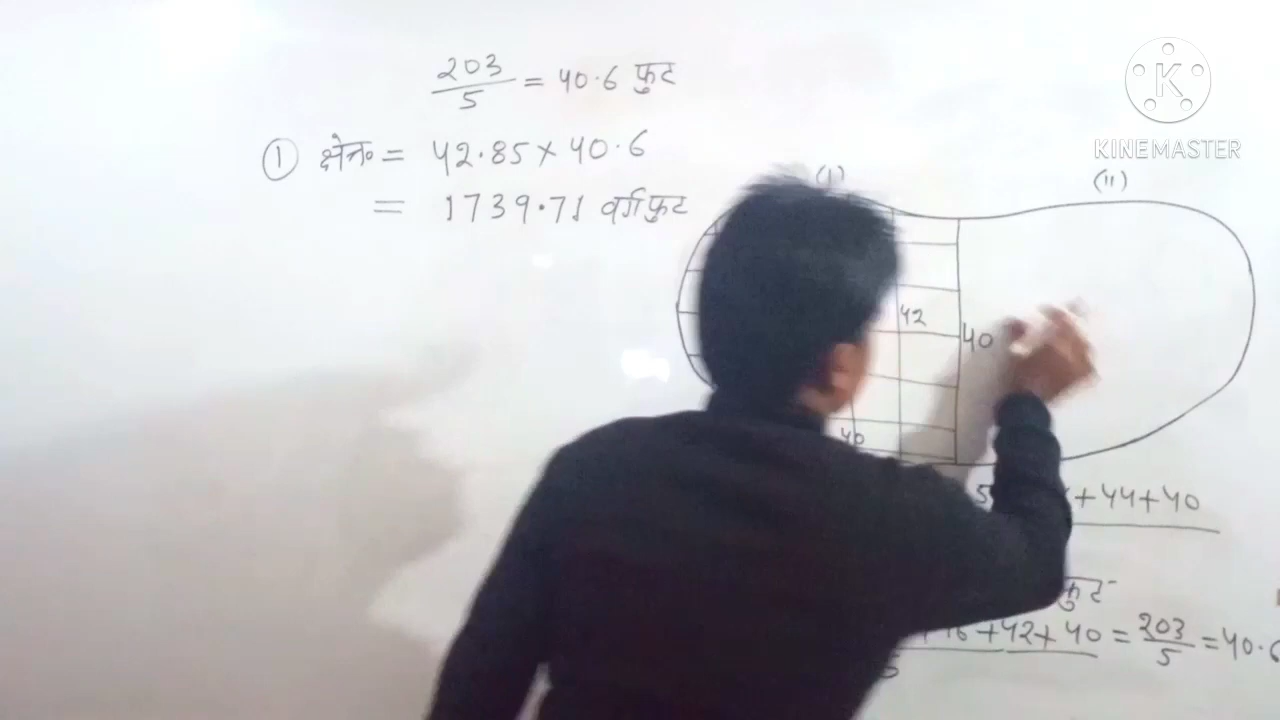 203/5 = 40.6 फुट
① क्षेत्र० = 42.85 × 40.6
= 1739.71 वर्गफुट
K
KINEMASTER
(I) (II)
42
40
40
5 + 44 + 40
फुट
+ 42 + 40 = 203/5 = 40.6